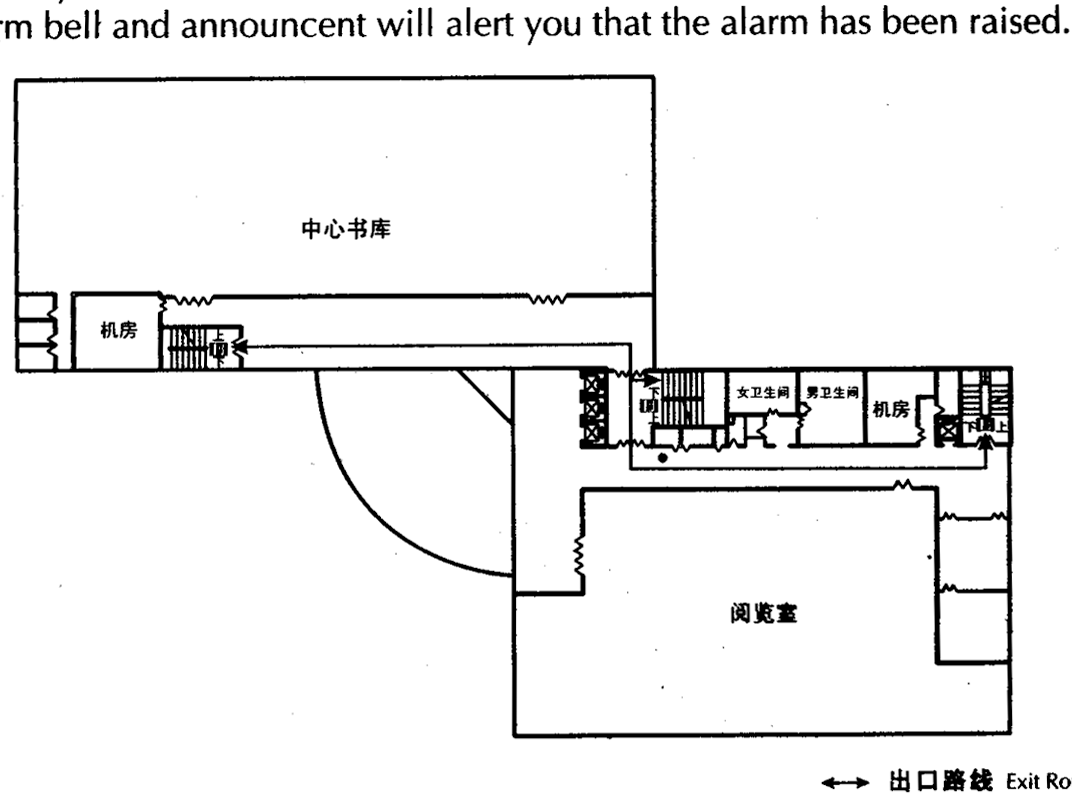 rm bell and announcent will alert you that the alarm has been raised.
中心书库
机房
上
下
女卫生间
男卫生间
机房
下
上
下
上
阅览室
出口路线 Exit Ro